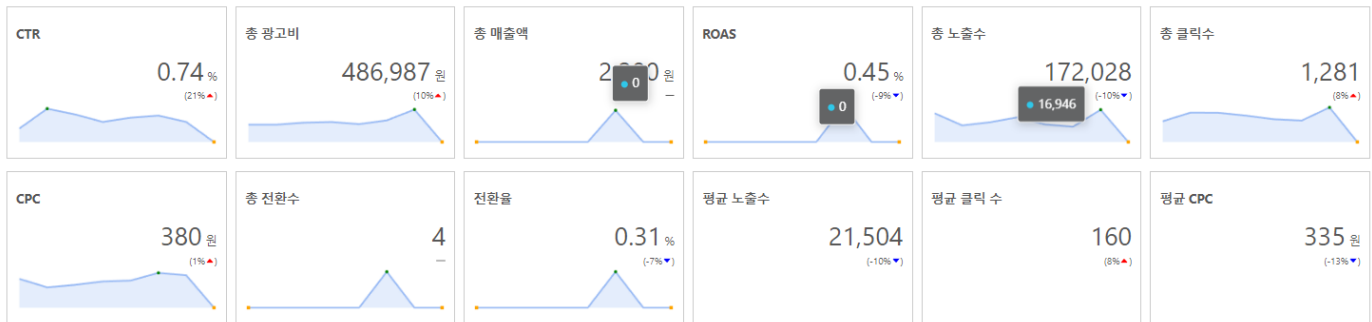 CTR
0.74 %
(21%▲)
총 광고비
486,987 원
(10%▲)
총 매출액
원
0
—
ROAS
0.45 %
(-9%▼)
0
총 노출수
172,028
(-10%▼)
16,946
총 클릭수
1,281
(8%▲)
CPC
380 원
(1%▲)
총 전환수
4
—
전환율
0.31 %
(-7%▼)
평균 노출수
21,504
(-10%▼)
평균 클릭 수
160
(8%▲)
평균 CPC
335 원
(-13%▼)